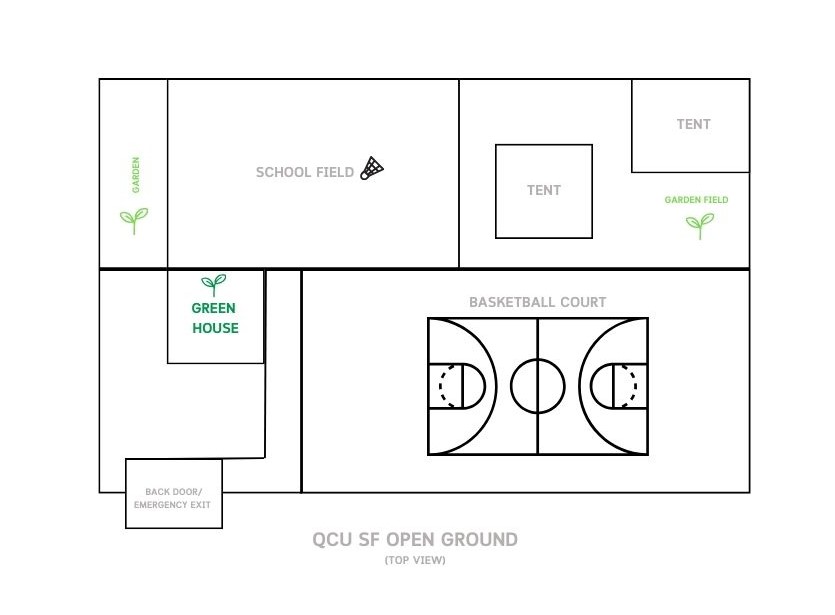 TENT
SCHOOL FIELD
GARDEN
TENT
GARDEN FIELD
GREEN
HOUSE
BASKETBALL COURT
BACK DOOR/
EMERGENCY EXIT
QCU SF OPEN GROUND
(TOP VIEW)